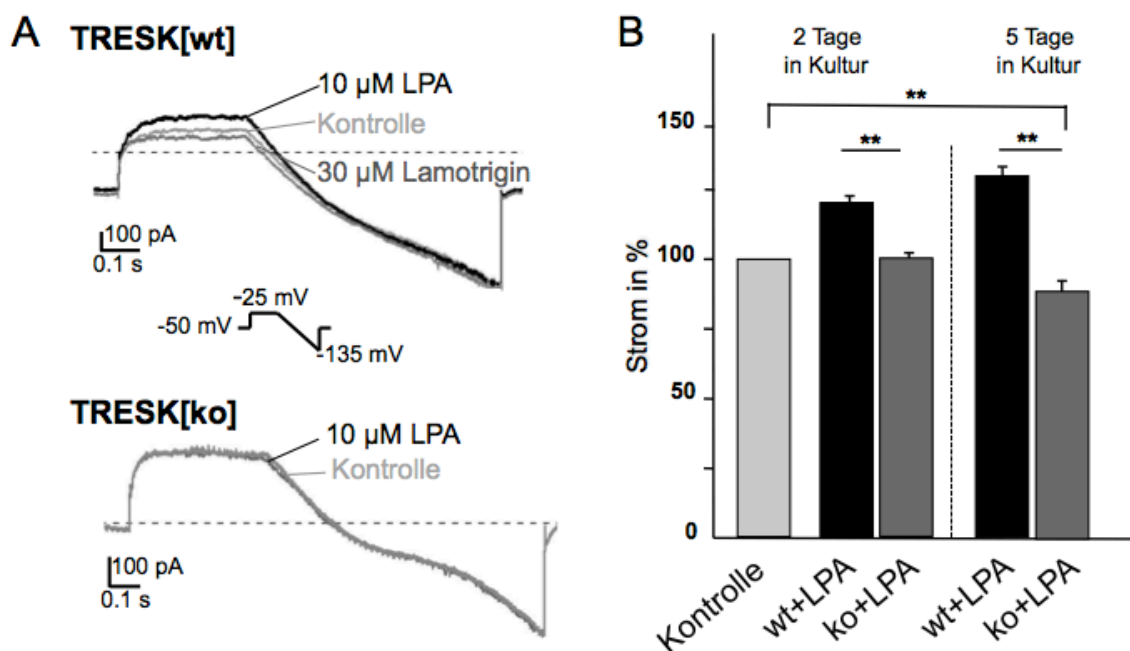 A
TRESK[wt]
10 µM LPA
Kontrolle
30 µM Lamotrigin
100 pA
0.1 s
-25 mV
-50 mV
-135 mV
TRESK[ko]
10 µM LPA
Kontrolle
100 pA
0.1 s
B
2 Tage
in Kultur
5 Tage
in Kultur
**
**
**
150
100
50
0
Strom in %
Kontrolle
wt+LPA
ko+LPA
wt+LPA
ko+LPA